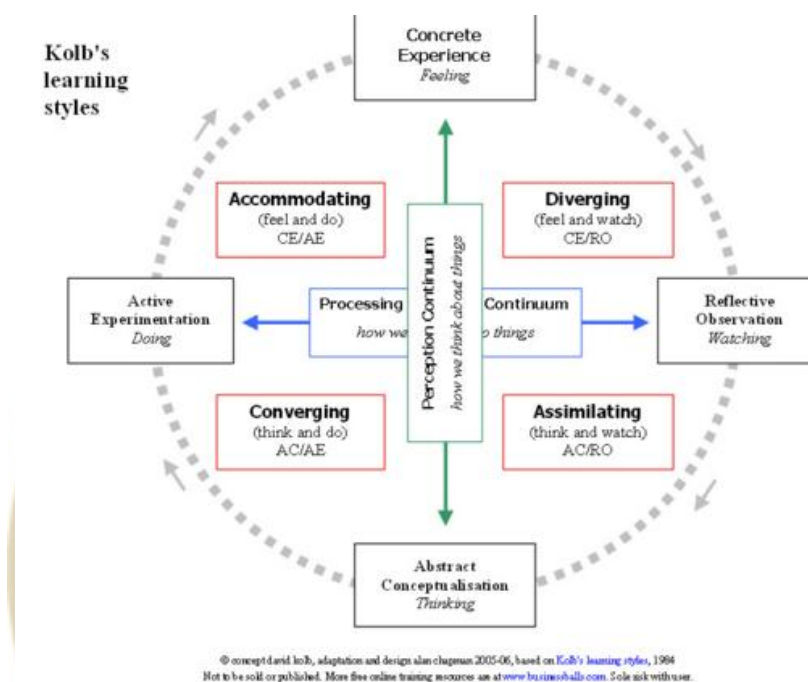 Kolb's
learning
styles
Concrete
Experience
Feeling
Accommodating
(feel and do)
CE/AE
Diverging
(feel and watch)
CE/RO
Active
Experimentation
Doing
Processing Continuum
how we things
Perception Continuum
how we think about things
Reflective
Observation
Watching
Converging
(think and do)
AC/AE
Assimilating
(think and watch)
AC/RO
Abstract
Conceptualisation
Thinking
© concept david kolb, adaptation and design alan chapman 2005-06, based on Kolb's learning styles, 1984
Not to be sold or published. More free online training resources are at www.businessballs.com. Sole risk with user.